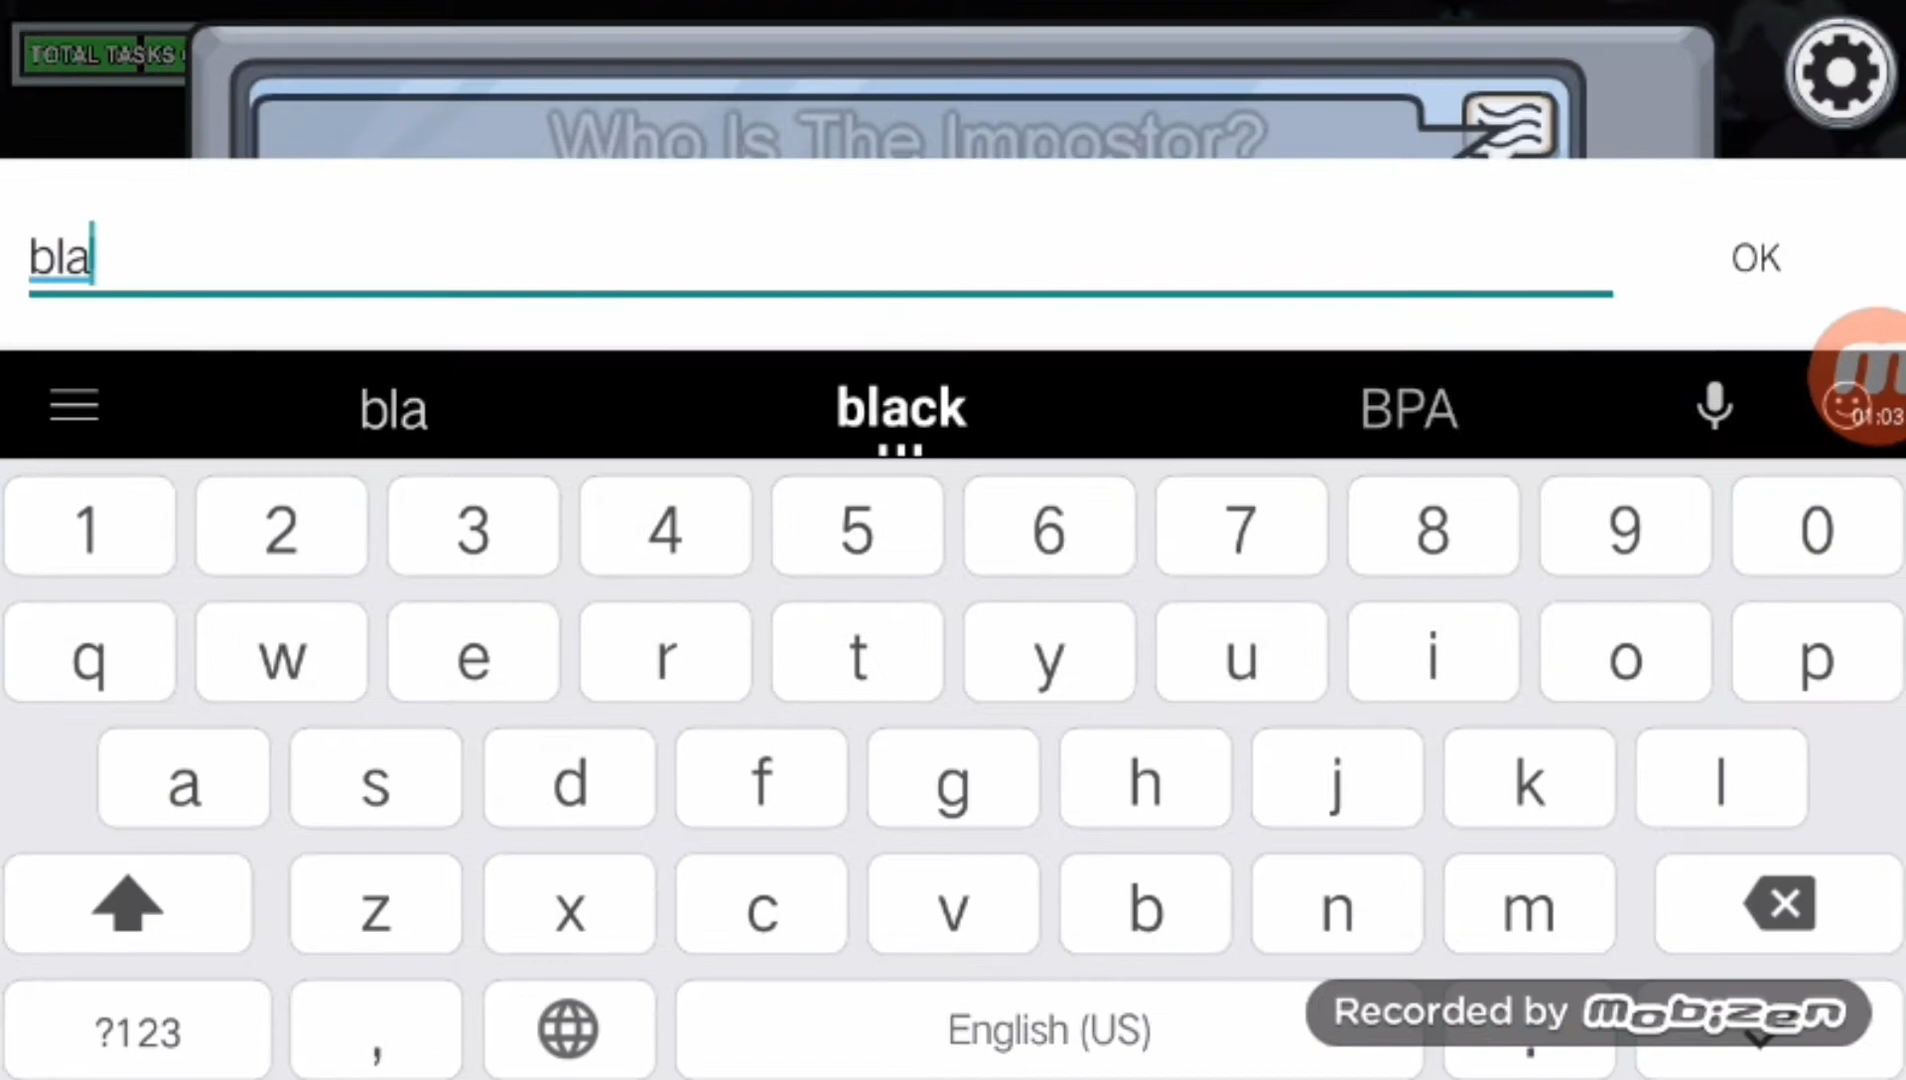 TOTAL TASKS
Who Is The Impostor?
bla
OK
bla black BPA
01:03
1 2 3 4 5 6 7 8 9 0
q w e r t y u i o p
a s d f g h j k l
z x c v b n m
?123 , English (US) .
Recorded by mobizen